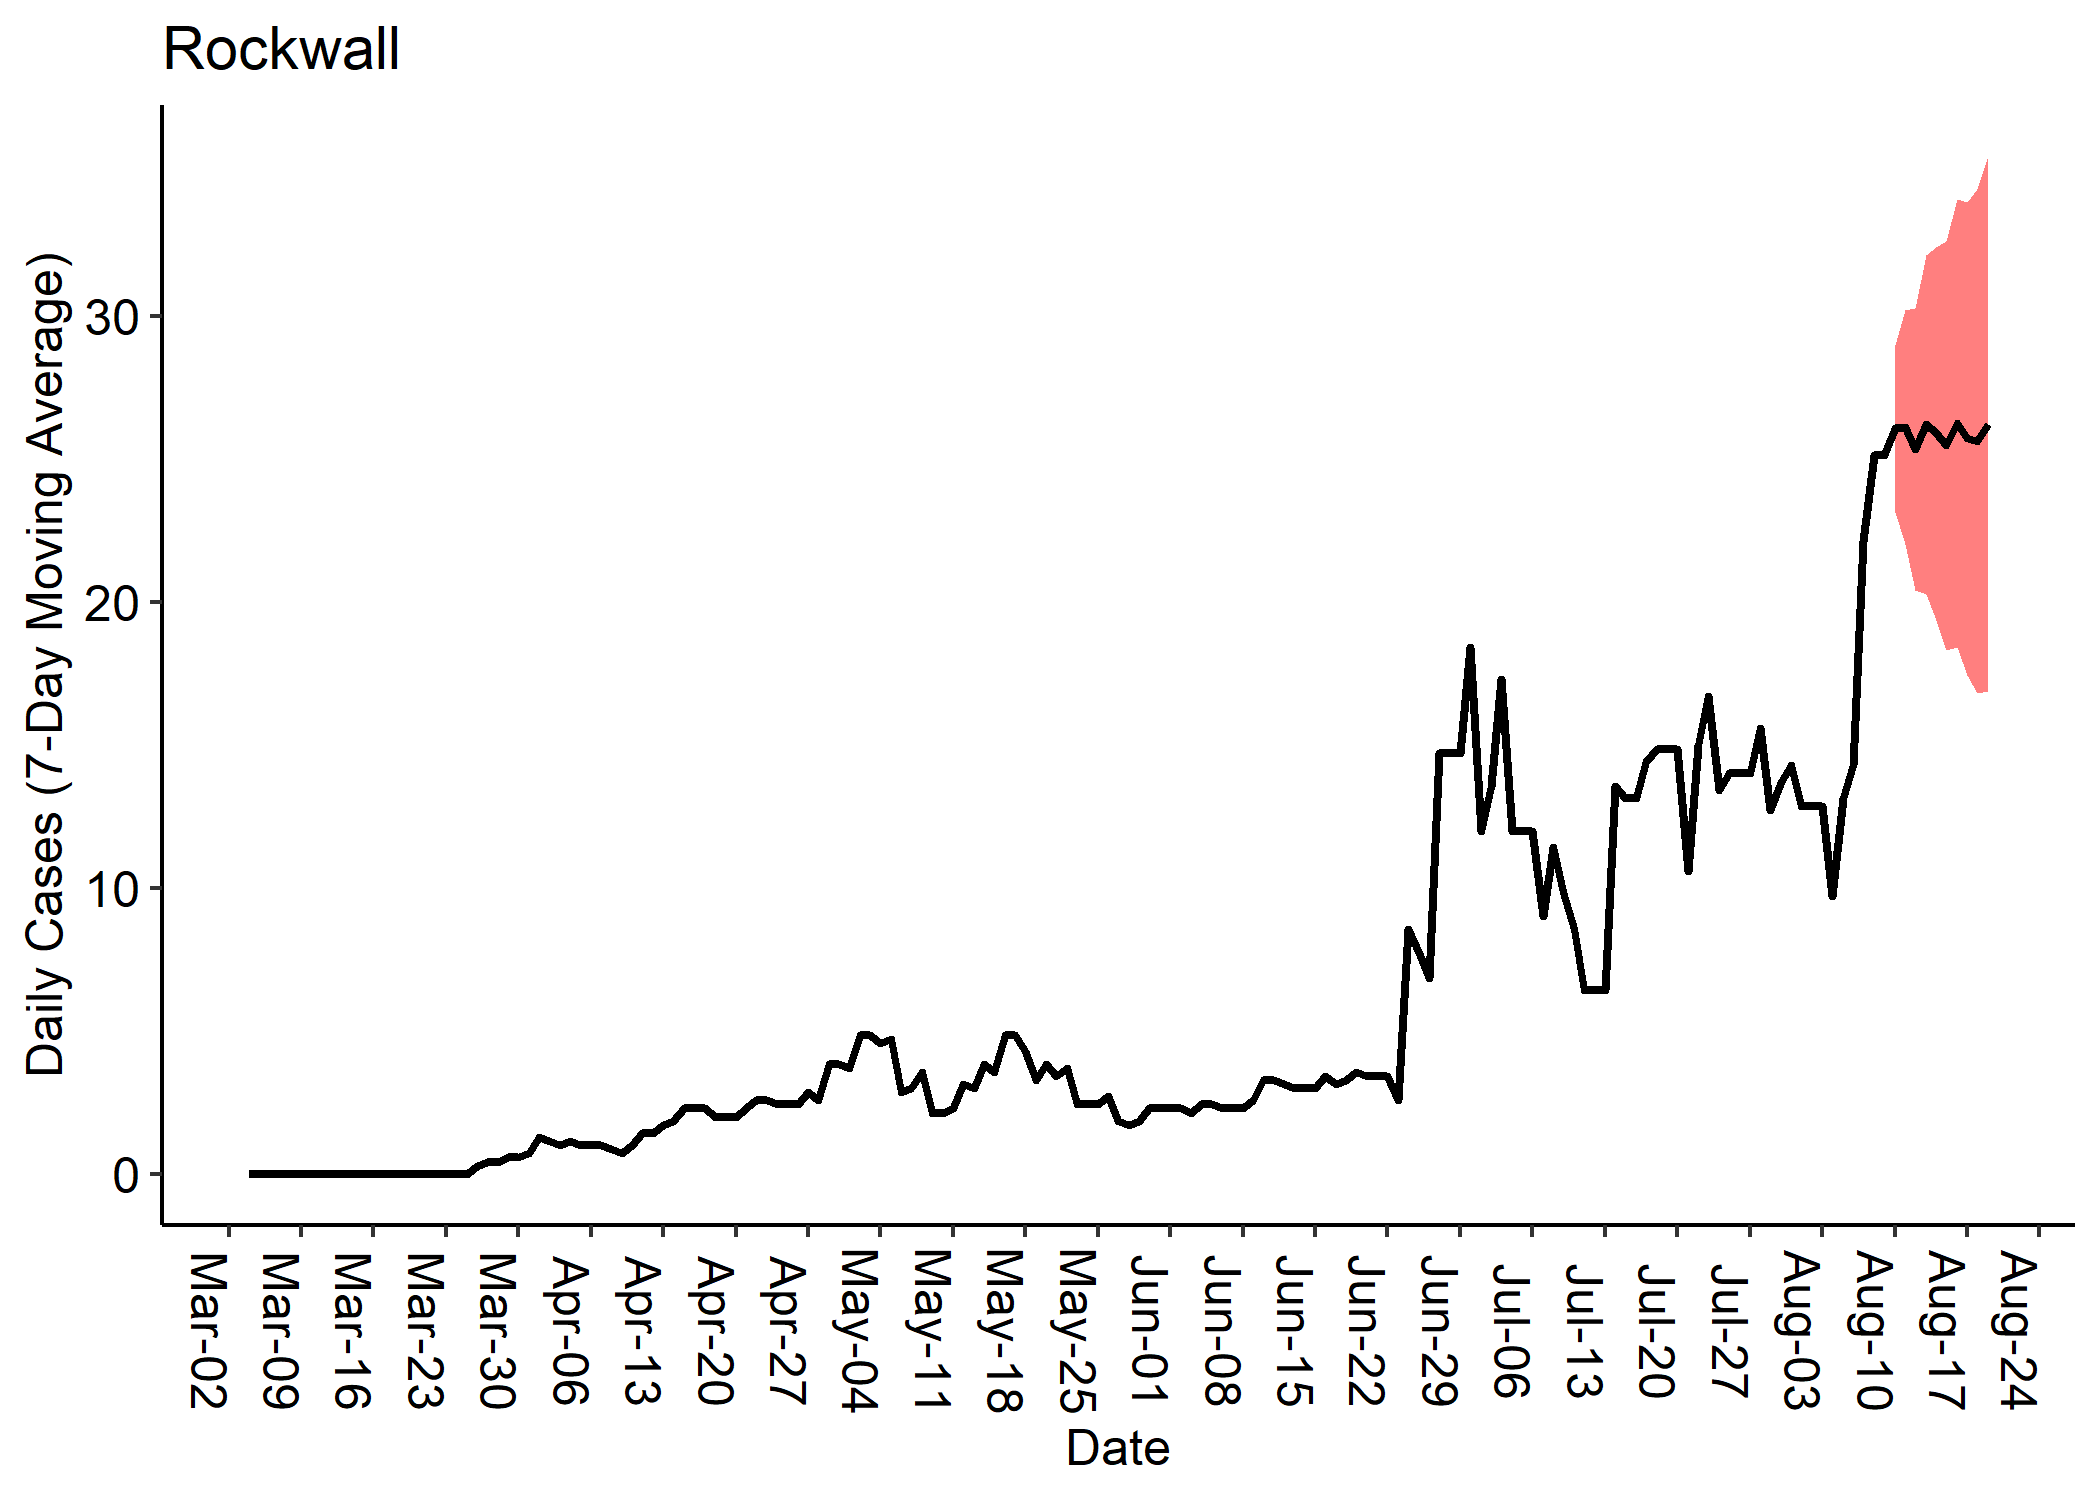 Rockwall
Daily Cases (7-Day Moving Average)
30
20
10
0
Mar-02
Mar-09
Mar-16
Mar-23
Mar-30
Apr-06
Apr-13
Apr-20
Apr-27
May-04
May-11
May-18
May-25
Jun-01
Jun-08
Jun-15
Jun-22
Jun-29
Jul-06
Jul-13
Jul-20
Jul-27
Aug-03
Aug-10
Aug-17
Aug-24
Date